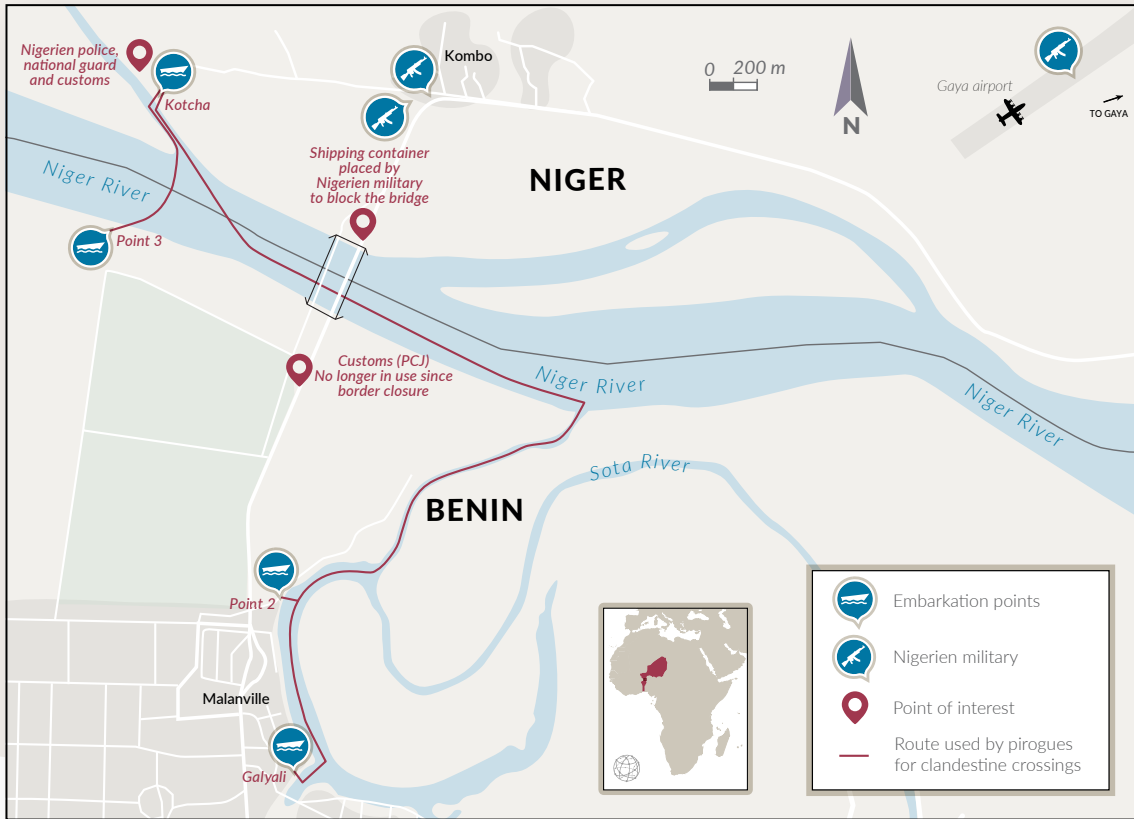 Nigerien police,
national guard
and customs
Kotcha
Kombo
0 200 m
N
Gaya airport
TO GAYA
Shipping container
placed by
Nigerien military
to block the bridge
NIGER
Niger River
Point 3
Customs (PCJ)
No longer in use since
border closure
Niger River
Niger River
Sota River
BENIN
Point 2
Malanville
Galyali
Embarkation points
Nigerien military
Point of interest
Route used by pirogues
for clandestine crossings